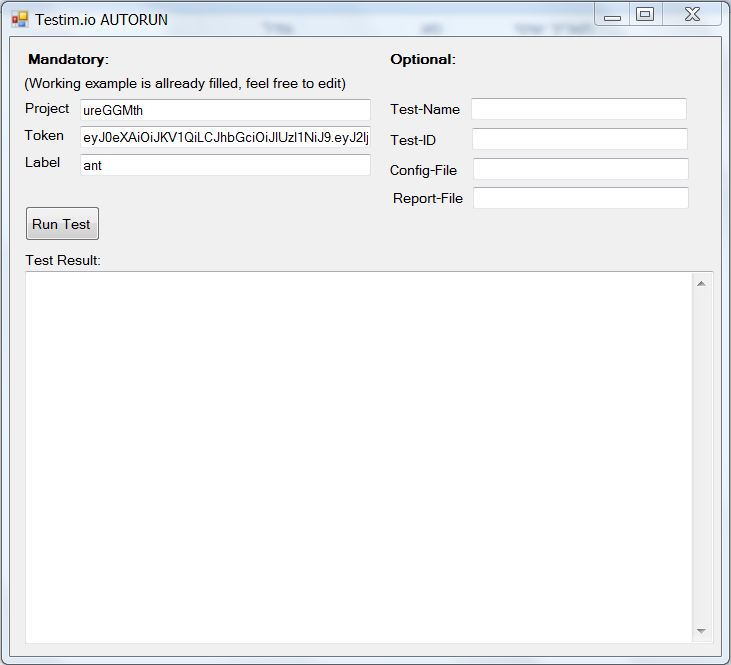 Testim.io AUTORUN
Mandatory:
(Working example is allready filled, feel free to edit)
Project ureGGMth
Token eyJ0eXAiOiJKV1QiLCJhbGciOiJIUzI1NiJ9.eyJ2Ij
Label ant
Run Test
Optional:
Test-Name
Test-ID
Config-File
Report-File
Test Result: